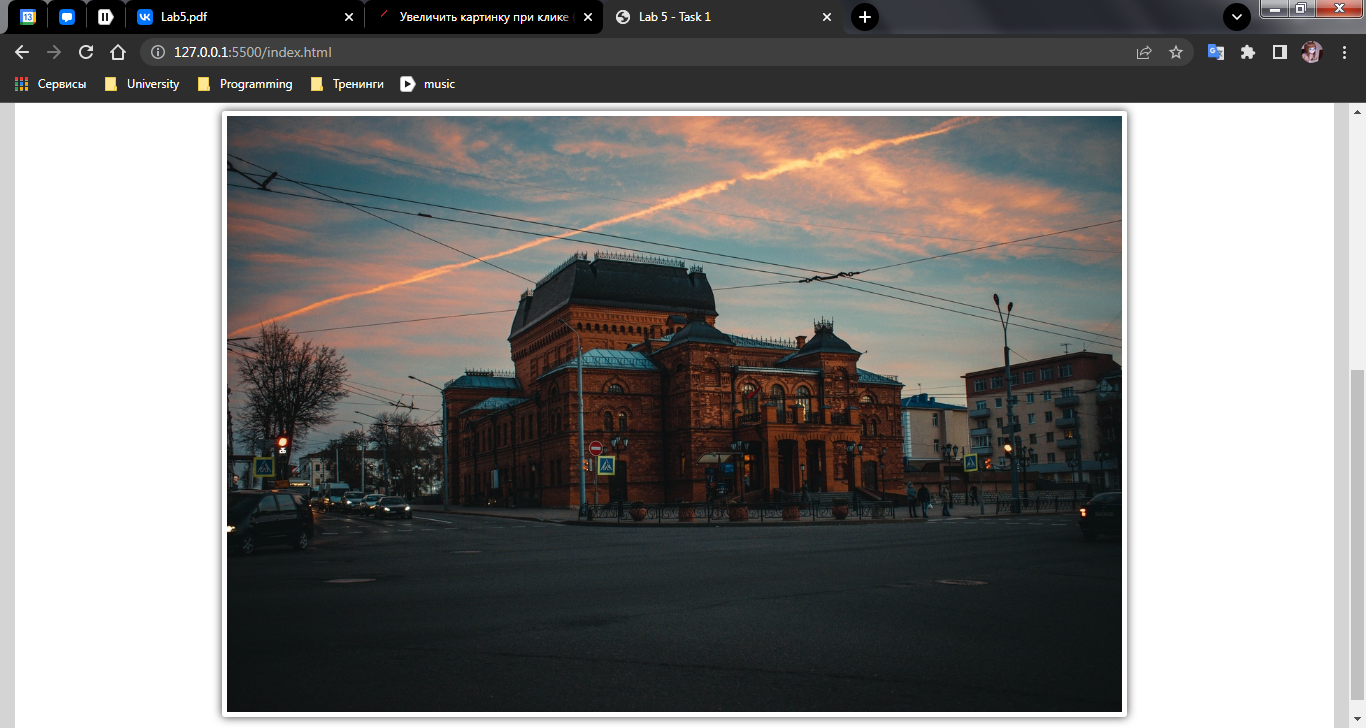 13
Lab5.pdf
Увеличить картинку при клике
Lab 5 - Task 1
127.0.0.1:5500/index.html
Сервисы
University
Programming
Тренинги
music